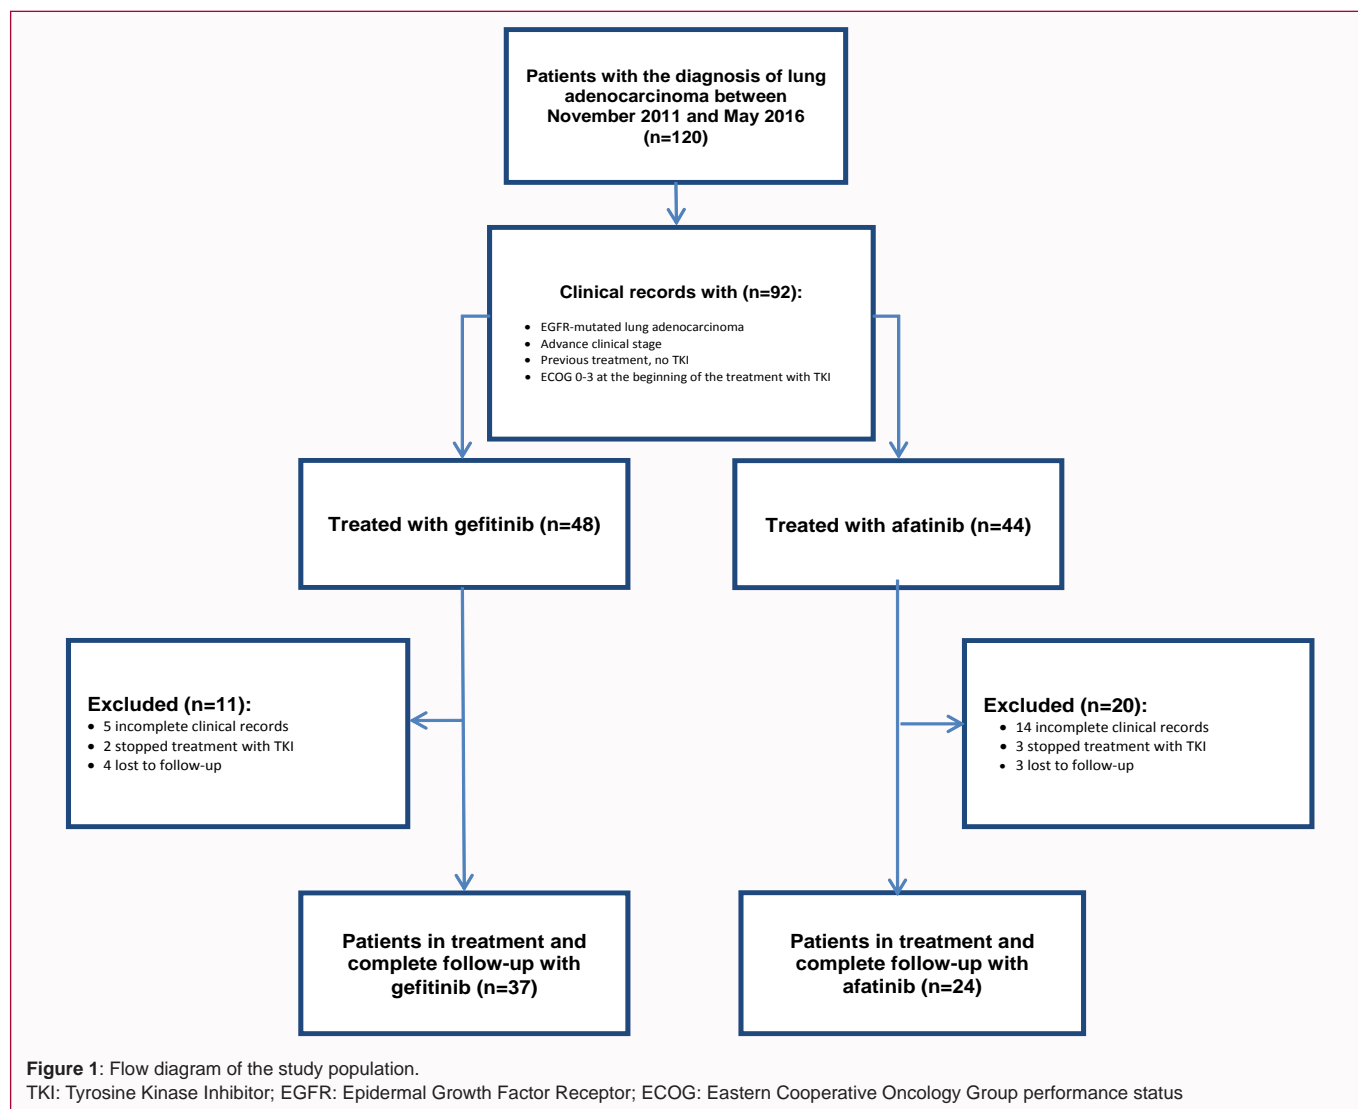 Patients with the diagnosis of lung
adenocarcinoma between
November 2011 and May 2016
(n=120)
Clinical records with (n=92):
• EGFR-mutated lung adenocarcinoma
• Advance clinical stage
• Previous treatment, no TKI
• ECOG 0-3 at the beginning of the treatment with TKI
Treated with gefitinib (n=48)
Treated with afatinib (n=44)
Excluded (n=11):
• 5 incomplete clinical records
• 2 stopped treatment with TKI
• 4 lost to follow-up
Excluded (n=20):
• 14 incomplete clinical records
• 3 stopped treatment with TKI
• 3 lost to follow-up
Patients in treatment and
complete follow-up with
gefitinib (n=37)
Patients in treatment and
complete follow-up with
afatinib (n=24)
Figure 1: Flow diagram of the study population.
TKI: Tyrosine Kinase Inhibitor; EGFR: Epidermal Growth Factor Receptor; ECOG: Eastern Cooperative Oncology Group performance status